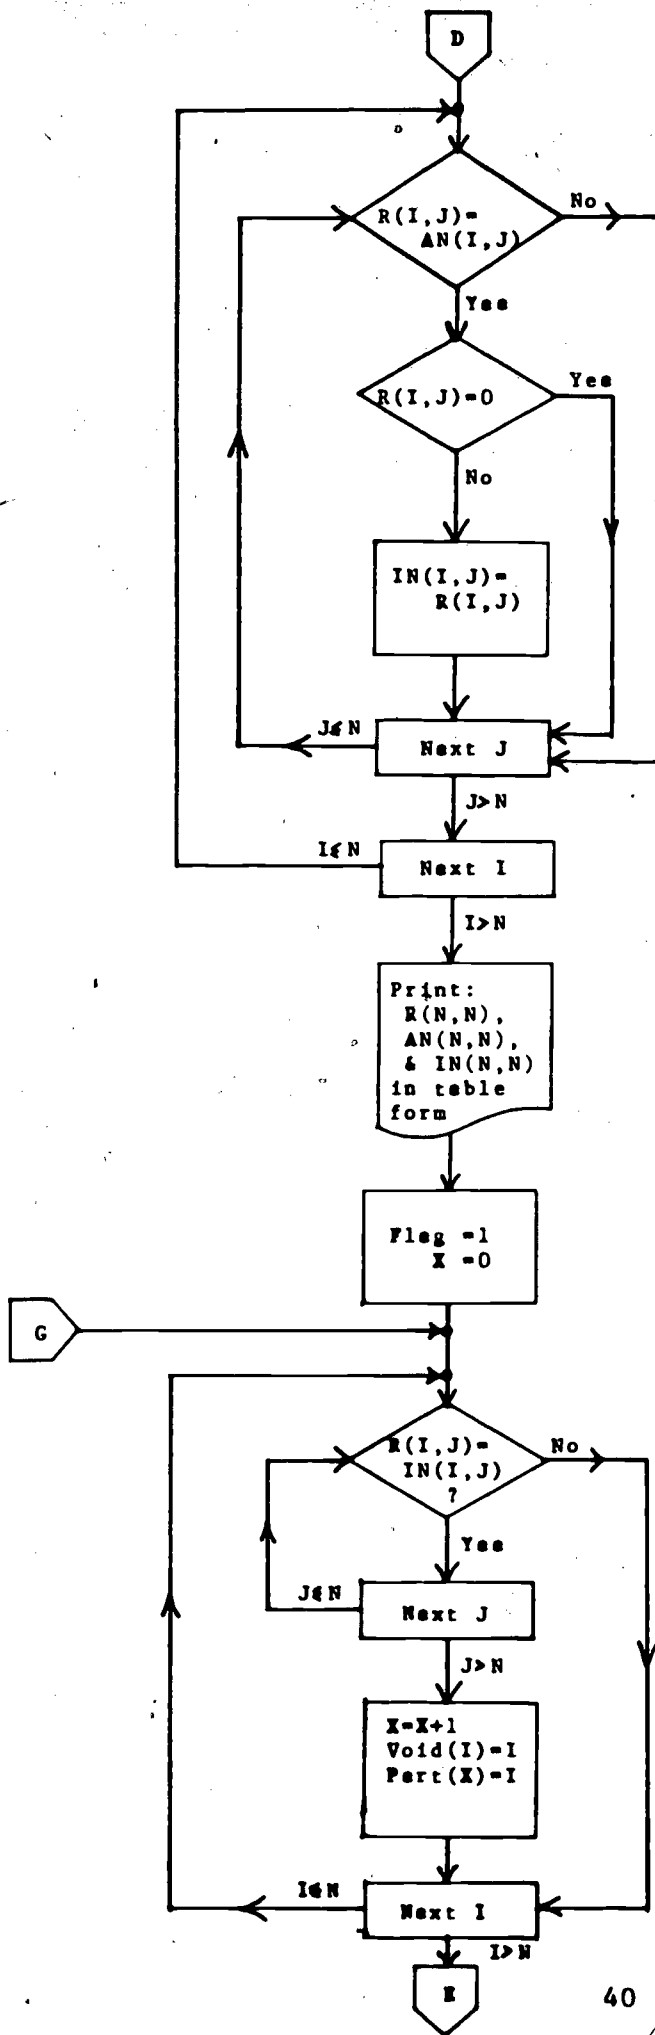 D
R(I,J)=
AN(I,J)
No
Yes
R(I,J)=0
Yes
No
IN(I,J)=
R(I,J)
J≤N
Next J
J>N
I≤N
Next I
I>N
Print:
R(N,N),
AN(N,N),
& IN(N,N)
in table
form
Flag =1
X =0
G
R(I,J)=
IN(I,J)
?
No
Yes
J≤N
Next J
J>N
X=X+1
Void(I)=I
Part(X)=I
I≤N
Next I
I>N
E
40